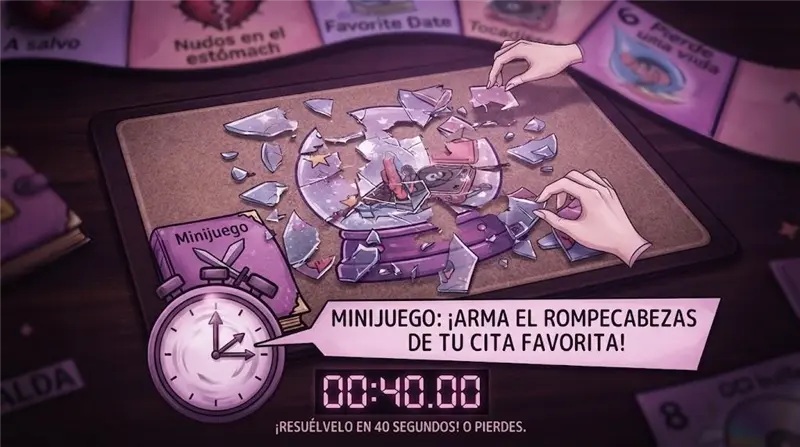 A salvo
Nudos en el
estómach
Favorite Date
6 Pierde
una vida
Minijuego
MINIJUEGO: ¡ARMA EL ROMPECABEZAS
DE TU CITA FAVORITA!
00:40.00
¡RESUÉLVELO EN 40 SEGUNDOS! O PIERDES.
ALDA
8